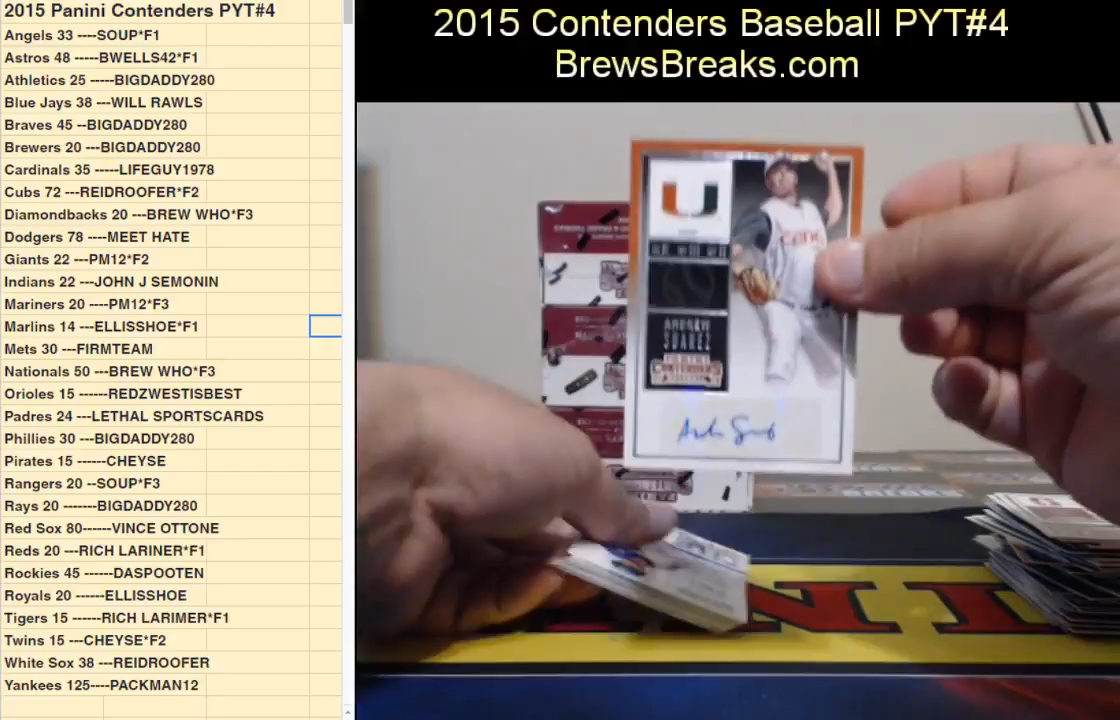 2015 Panini Contenders PYT#4
Angels 33 ----SOUP*F1
Astros 48 -----BWELLS42*F1
Athletics 25 -----BIGDADDY280
Blue Jays 38 ---WILL RAWLS
Braves 45 --BIGDADDY280
Brewers 20 ---BIGDADDY280
Cardinals 35 -----LIFEGUY1978
Cubs 72 ---REIDROOFER*F2
Diamondbacks 20 ---BREW WHO*F3
Dodgers 78 ----MEET HATE
Giants 22 ---PM12*F2
Indians 22 ---JOHN J SEMONIN
Mariners 20 ----PM12*F3
Marlins 14 ---ELLISSHOE*F1
Mets 30 ---FIRMTEAM
Nationals 50 ---BREW WHO*F3
Orioles 15 ------REDZWESTISBEST
Padres 24 ---LETHAL SPORTSCARDS
Phillies 30 ---BIGDADDY280
Pirates 15 ------CHEYSE
Rangers 20 --SOUP*F3
Rays 20 -------BIGDADDY280
Red Sox 80------VINCE OTTONE
Reds 20 ---RICH LARINER*F1
Rockies 45 ------DASPOOTEN
Royals 20 ------ELLISSHOE
Tigers 15 -------RICH LARIMER*F1
Twins 15 ---CHEYSE*F2
White Sox 38 ---REIDROOFER
Yankees 125----PACKMAN12
2015 Contenders Baseball PYT#4
BrewsBreaks.com
ANDREW
SUAREZ
PANINI
CONTENDERS